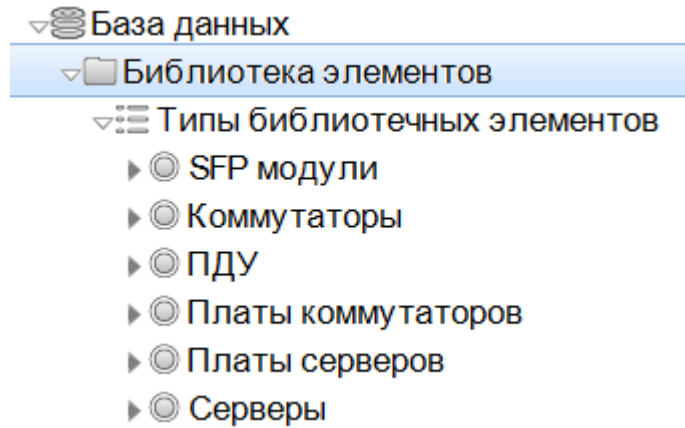 База данных
Библиотека элементов
Типы библиотечных элементов
SFP модули
Коммутаторы
ПДУ
Платы коммутаторов
Платы серверов
Серверы